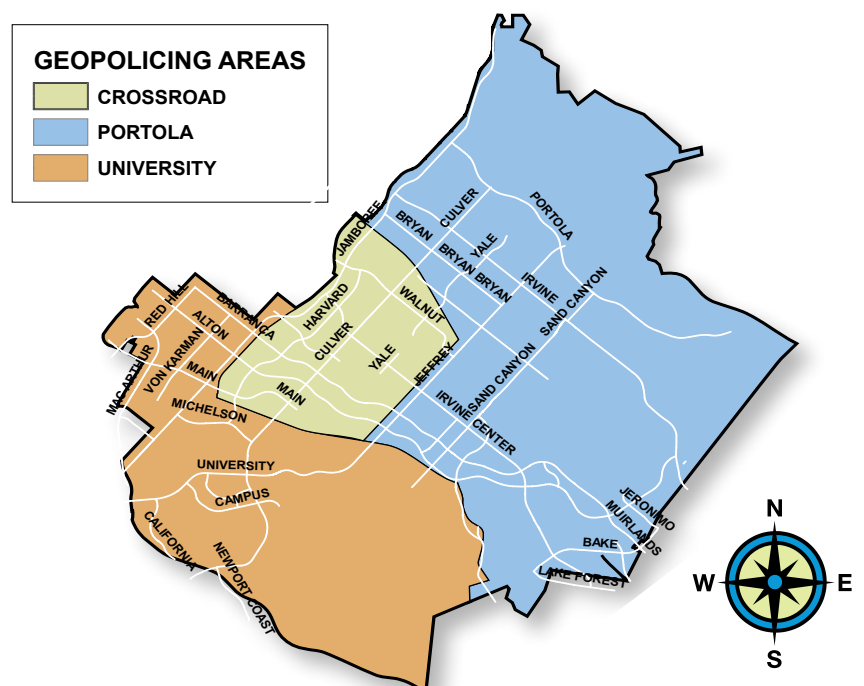 GEOPOLICING AREAS
CROSSROAD
PORTOLA
UNIVERSITY
JAMBOREE
BRYAN
CULVER
YALE
PORTOLA
BRYAN
BRYAN
IRVINE
SAND CANYON
RED HILL
ALTON
BARRANCA
HARVARD
WALNUT
CULVER
YALE
JEFFREY
SAND CANYON
MAC ARTHUR
VON KARMAN
MAIN
MAIN
MICHELSON
IRVINE CENTER
UNIVERSITY
CAMPUS
CALIFORNIA
NEWPORT COAST
JERONIMO
MUIRLANDS
BAKE
LAKE FOREST
N
W
E
S